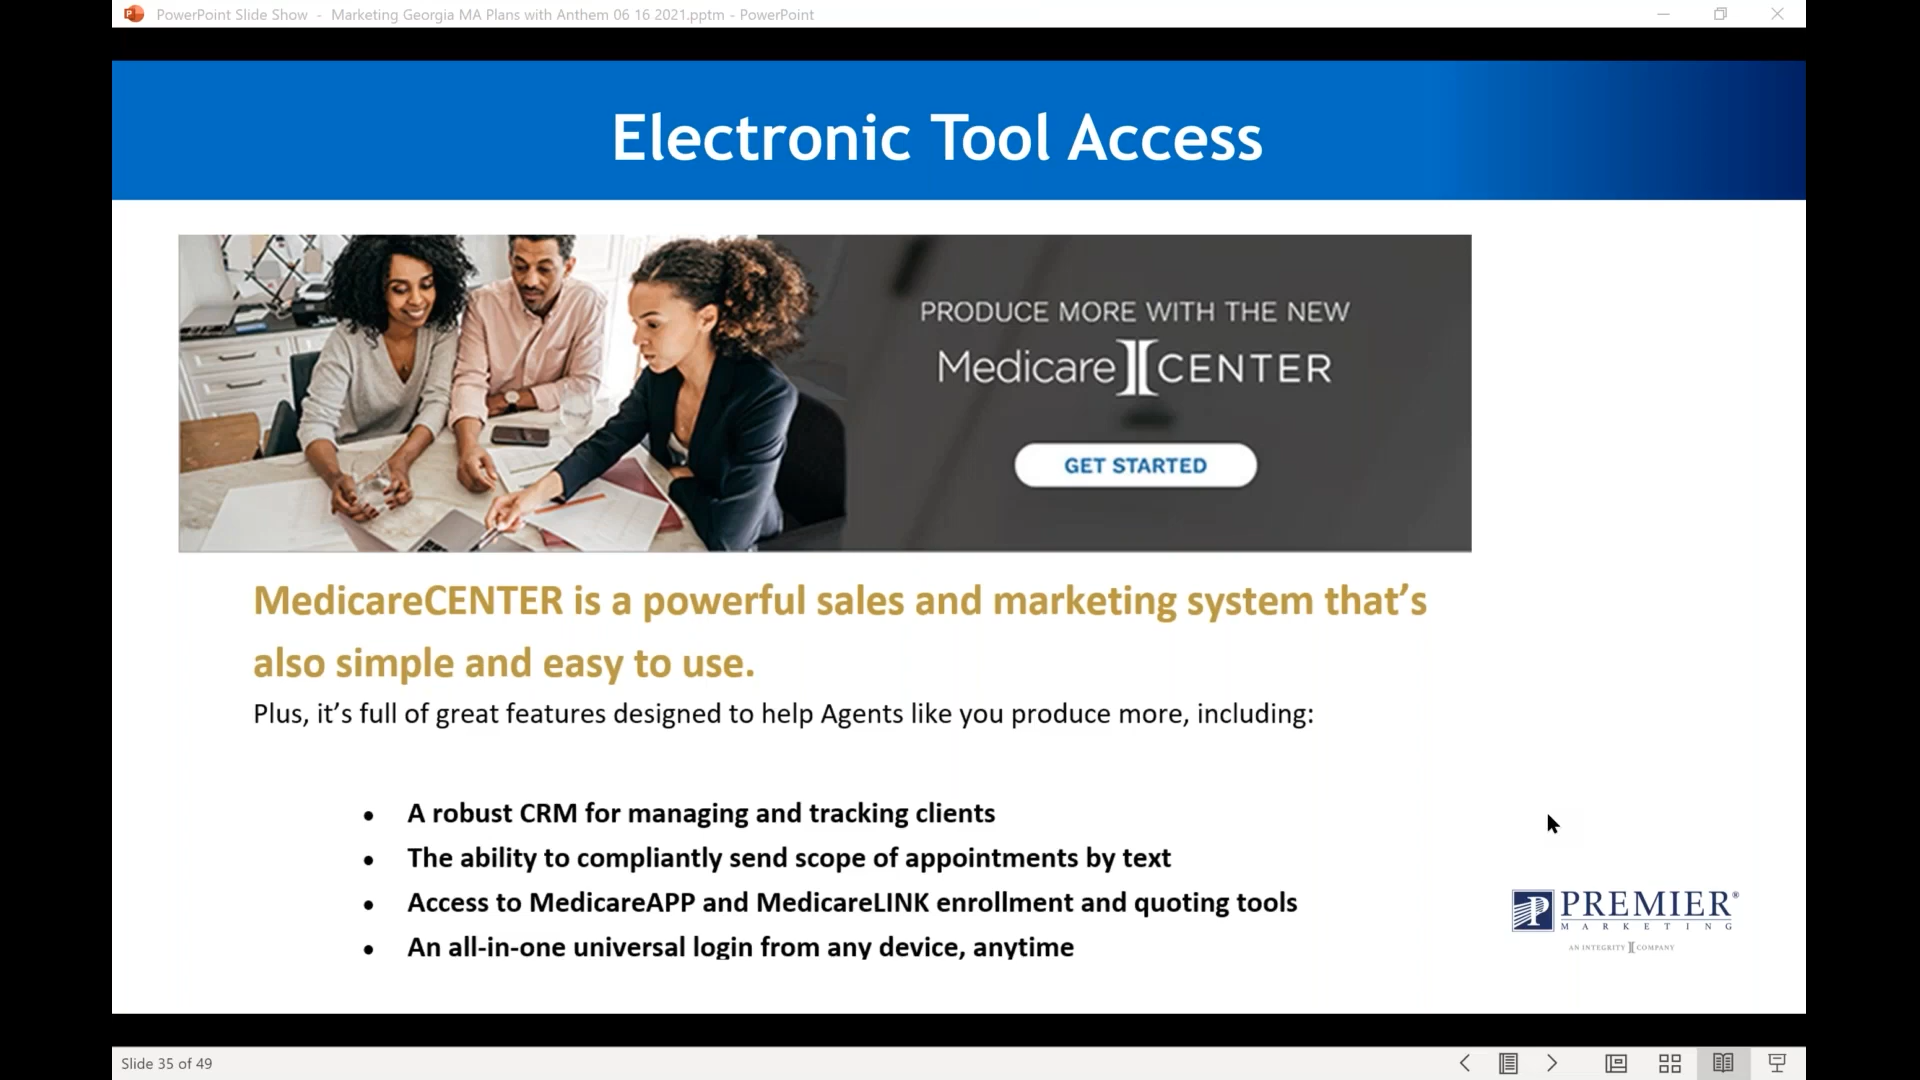 PowerPoint Slide Show - Marketing Georgia MA Plans with Anthem 06 16 2021.pptm - PowerPoint
Electronic Tool Access
PRODUCE MORE WITH THE NEW
Medicare CENTER
GET STARTED
MedicareCENTER is a powerful sales and marketing system that’s
also simple and easy to use.
Plus, it’s full of great features designed to help Agents like you produce more, including:
• A robust CRM for managing and tracking clients
• The ability to compliantly send scope of appointments by text
• Access to MedicareAPP and MedicareLINK enrollment and quoting tools
• An all-in-one universal login from any device, anytime
PREMIER®
MARKETING
AN INTEGRITY COMPANY
Slide 35 of 49